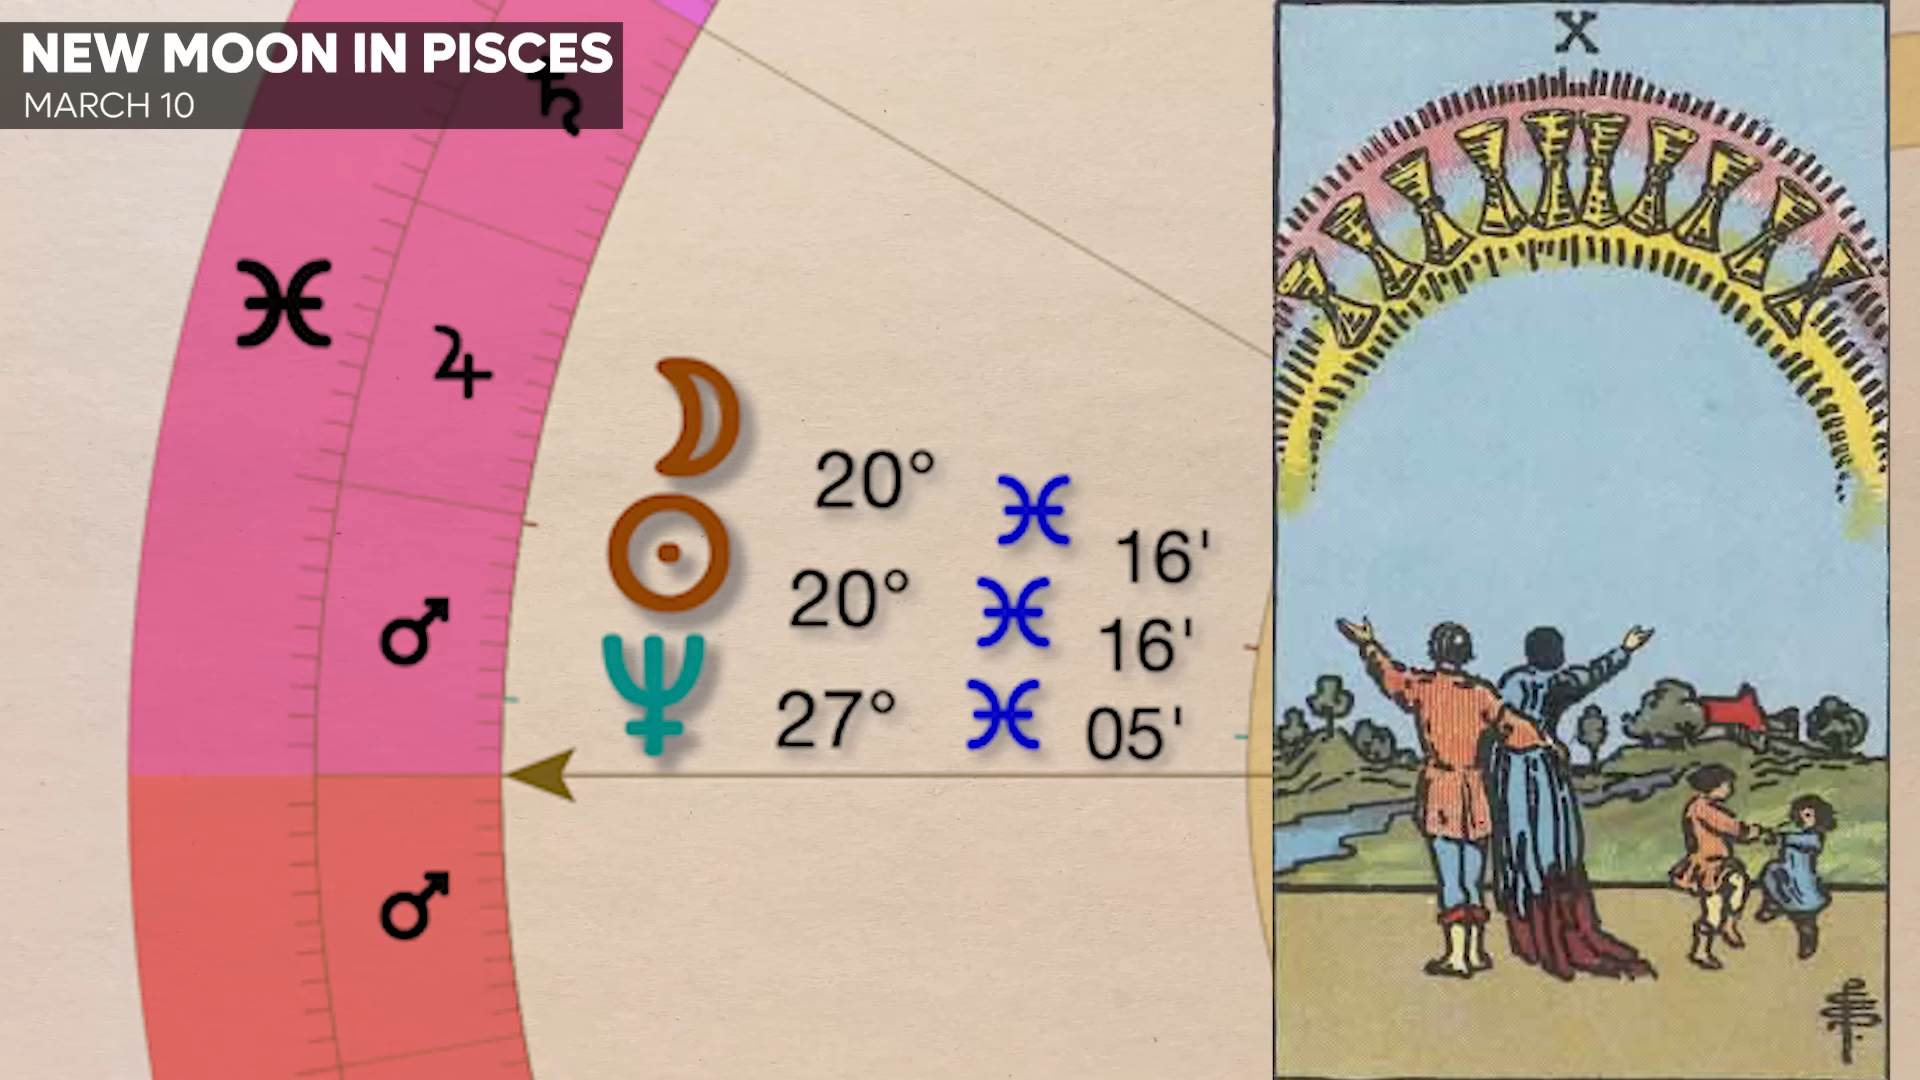 NEW MOON IN PISCES
MARCH 10
X
♄
♓
♃
20° ♓ 16'
20° ♓ 16'
27° ♓ 05'
♂
♂